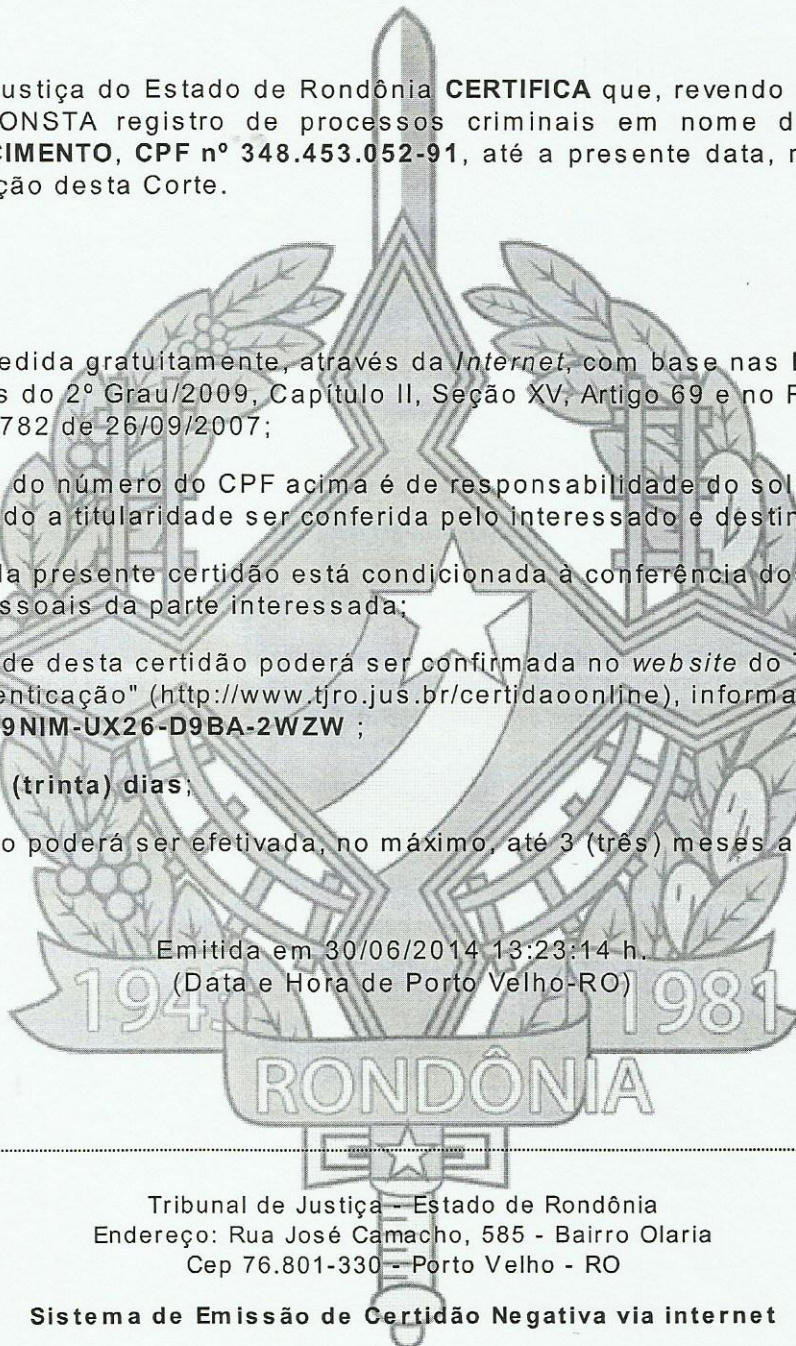 ustiça do Estado de Rondônia CERTIFICA que, revendo
ONSTA registro de processos criminais em nome d
CIMENTO, CPF nº 348.453.052-91, até a presente data, n
ção desta Corte.
edida gratuitamente, através da Internet, com base nas
s do 2º Grau/2009, Capítulo II, Seção XV, Artigo 69 e no
782 de 26/09/2007;
do número do CPF acima é de responsabilidade do sol
do a titularidade ser conferida pelo interessado e destin
da presente certidão está condicionada à conferência do
ssoais da parte interessada;
de desta certidão poderá ser confirmada no website do
enticação" (http://www.tjro.jus.br/certidaoonline), informa
9NIM-UX26-D9BA-2WZW ;
(trinta) dias;
o poderá ser efetivada, no máximo, até 3 (três) meses a
Emitida em 30/06/2014 13:23:14 h.
(Data e Hora de Porto Velho-RO)
1943 1981
RONDÔNIA
Tribunal de Justiça - Estado de Rondônia
Endereço: Rua José Camacho, 585 - Bairro Olaria
Cep 76.801-330 - Porto Velho - RO
Sistema de Emissão de Certidão Negativa via internet